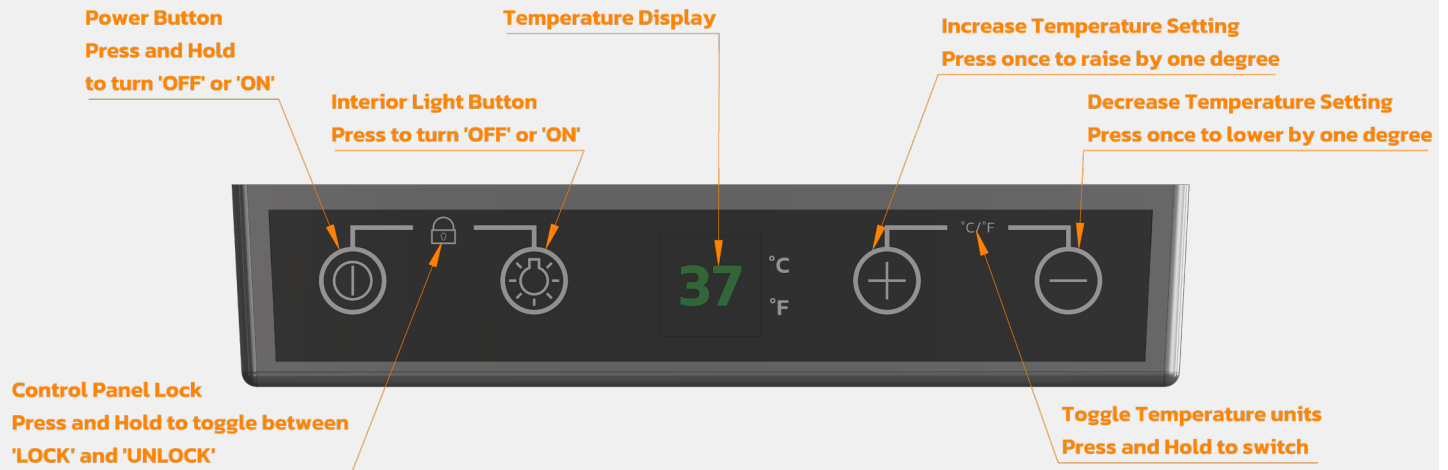 Power Button
Press and Hold
to turn 'OFF' or 'ON'
Interior Light Button
Press to turn 'OFF' or 'ON'
Temperature Display
Increase Temperature Setting
Press once to raise by one degree
Decrease Temperature Setting
Press once to lower by one degree
°C/°F
37
°C
°F
Control Panel Lock
Press and Hold to toggle between
'LOCK' and 'UNLOCK'
Toggle Temperature units
Press and Hold to switch